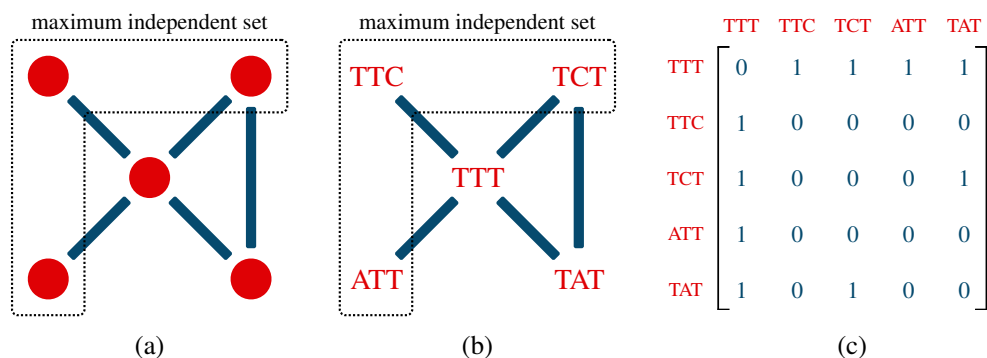 maximum independent set
maximum independent set
TTC TCT
TTT
ATT TAT
TTT TTC TCT ATT TAT
TTT 0 1 1 1 1
TTC 1 0 0 0 0
TCT 1 0 0 0 1
ATT 1 0 0 0 0
TAT 1 0 1 0 0
(a) (b) (c)